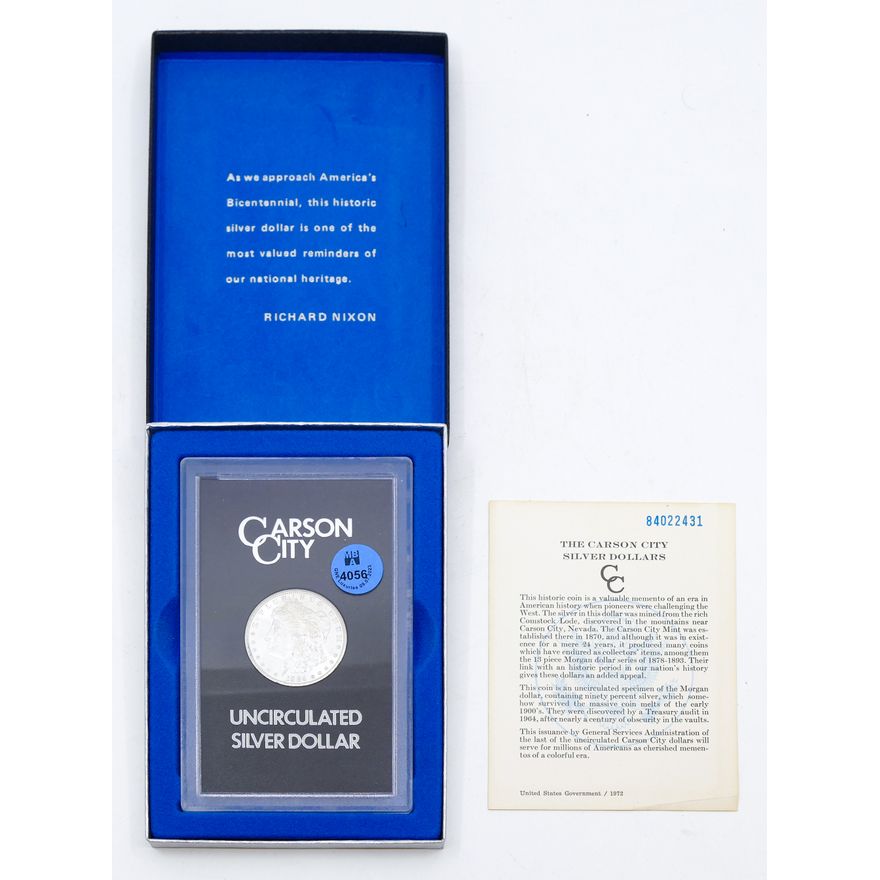 As we approach America's
Bicentennial, this historic
silver dollar is one of the
most valued reminders of
our national heritage.
RICHARD NIXON
CARSON
CITY
MB
A
4056
UNCIRCULATED
SILVER DOLLAR
84022431
THE CARSON CITY
SILVER DOLLARS
CC
This historic coin is a valuable memento of an era in
American history when pioneers were challenging the
West. The silver in this dollar was mined from the rich
Comstock Lode, discovered in the mountains near
Carson City, Nevada. The Carson City Mint was es-
tablished there in 1870, and although it was in exist-
ence for a mere 24 years, it produced many coins
which have endured as collectors' items, among them
the 13 piece Morgan dollar series of 1878-1893. Their
link with an historic period in our nation's history
gives these dollars an added appeal.
This coin is an uncirculated specimen of the Morgan
dollar, containing ninety percent silver, which some-
how survived the massive coin melts of the early
1900's. They were discovered by a Treasury audit in
1964, after nearly a century of obscurity in the vaults.
This issuance by General Services Administration of
the last of the uncirculated Carson City dollars will
serve for millions of Americans as cherished memen-
tos of a colorful era.
United States Government / 1972